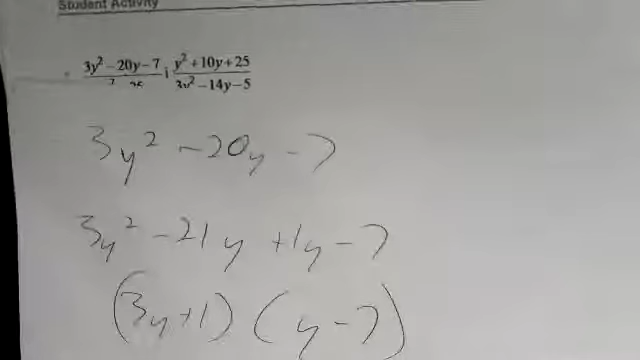 Student Activity
3y² - 20y - 7 y² + 10y + 25
3y² - 14y - 5
3y² - 20y - 7
3y² - 21y + 1y - 7
(3y+1) (y-7)